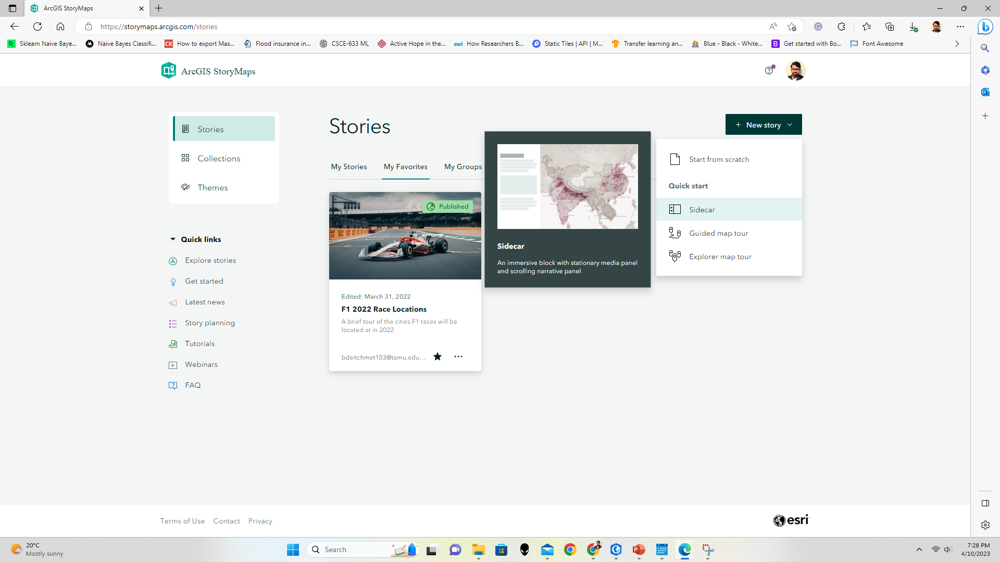 ArcGIS StoryMaps
https://storymaps.arcgis.com/stories
Sklearn Naive Baye...
Naive Bayes Classifi...
How to export Mas...
Flood insurance in...
CSCE-633 ML
Active Hope in the...
esri How Researchers B...
Static Tiles | API | M...
Transfer learning an...
Blue - Black - White...
Get started with Bo...
Font Awesome
ArcGIS StoryMaps
Stories
Collections
Themes
Quick links
Explore stories
Get started
Latest news
Story planning
Tutorials
Webinars
FAQ
Stories
+ New story
My Stories
My Favorites
My Groups
Published
Edited: March 31, 2022
F1 2022 Race Locations
A brief tour of the cities F1 races will be
located at in 2022
bdeitchmet103@tamu.edu...
Sidecar
An immersive block with stationary media panel
and scrolling narrative panel
Start from scratch
Quick start
Sidecar
Guided map tour
Explorer map tour
Terms of Use
Contact
Privacy
esri
20°C
Mostly sunny
Search
7:28 PM
4/10/2023